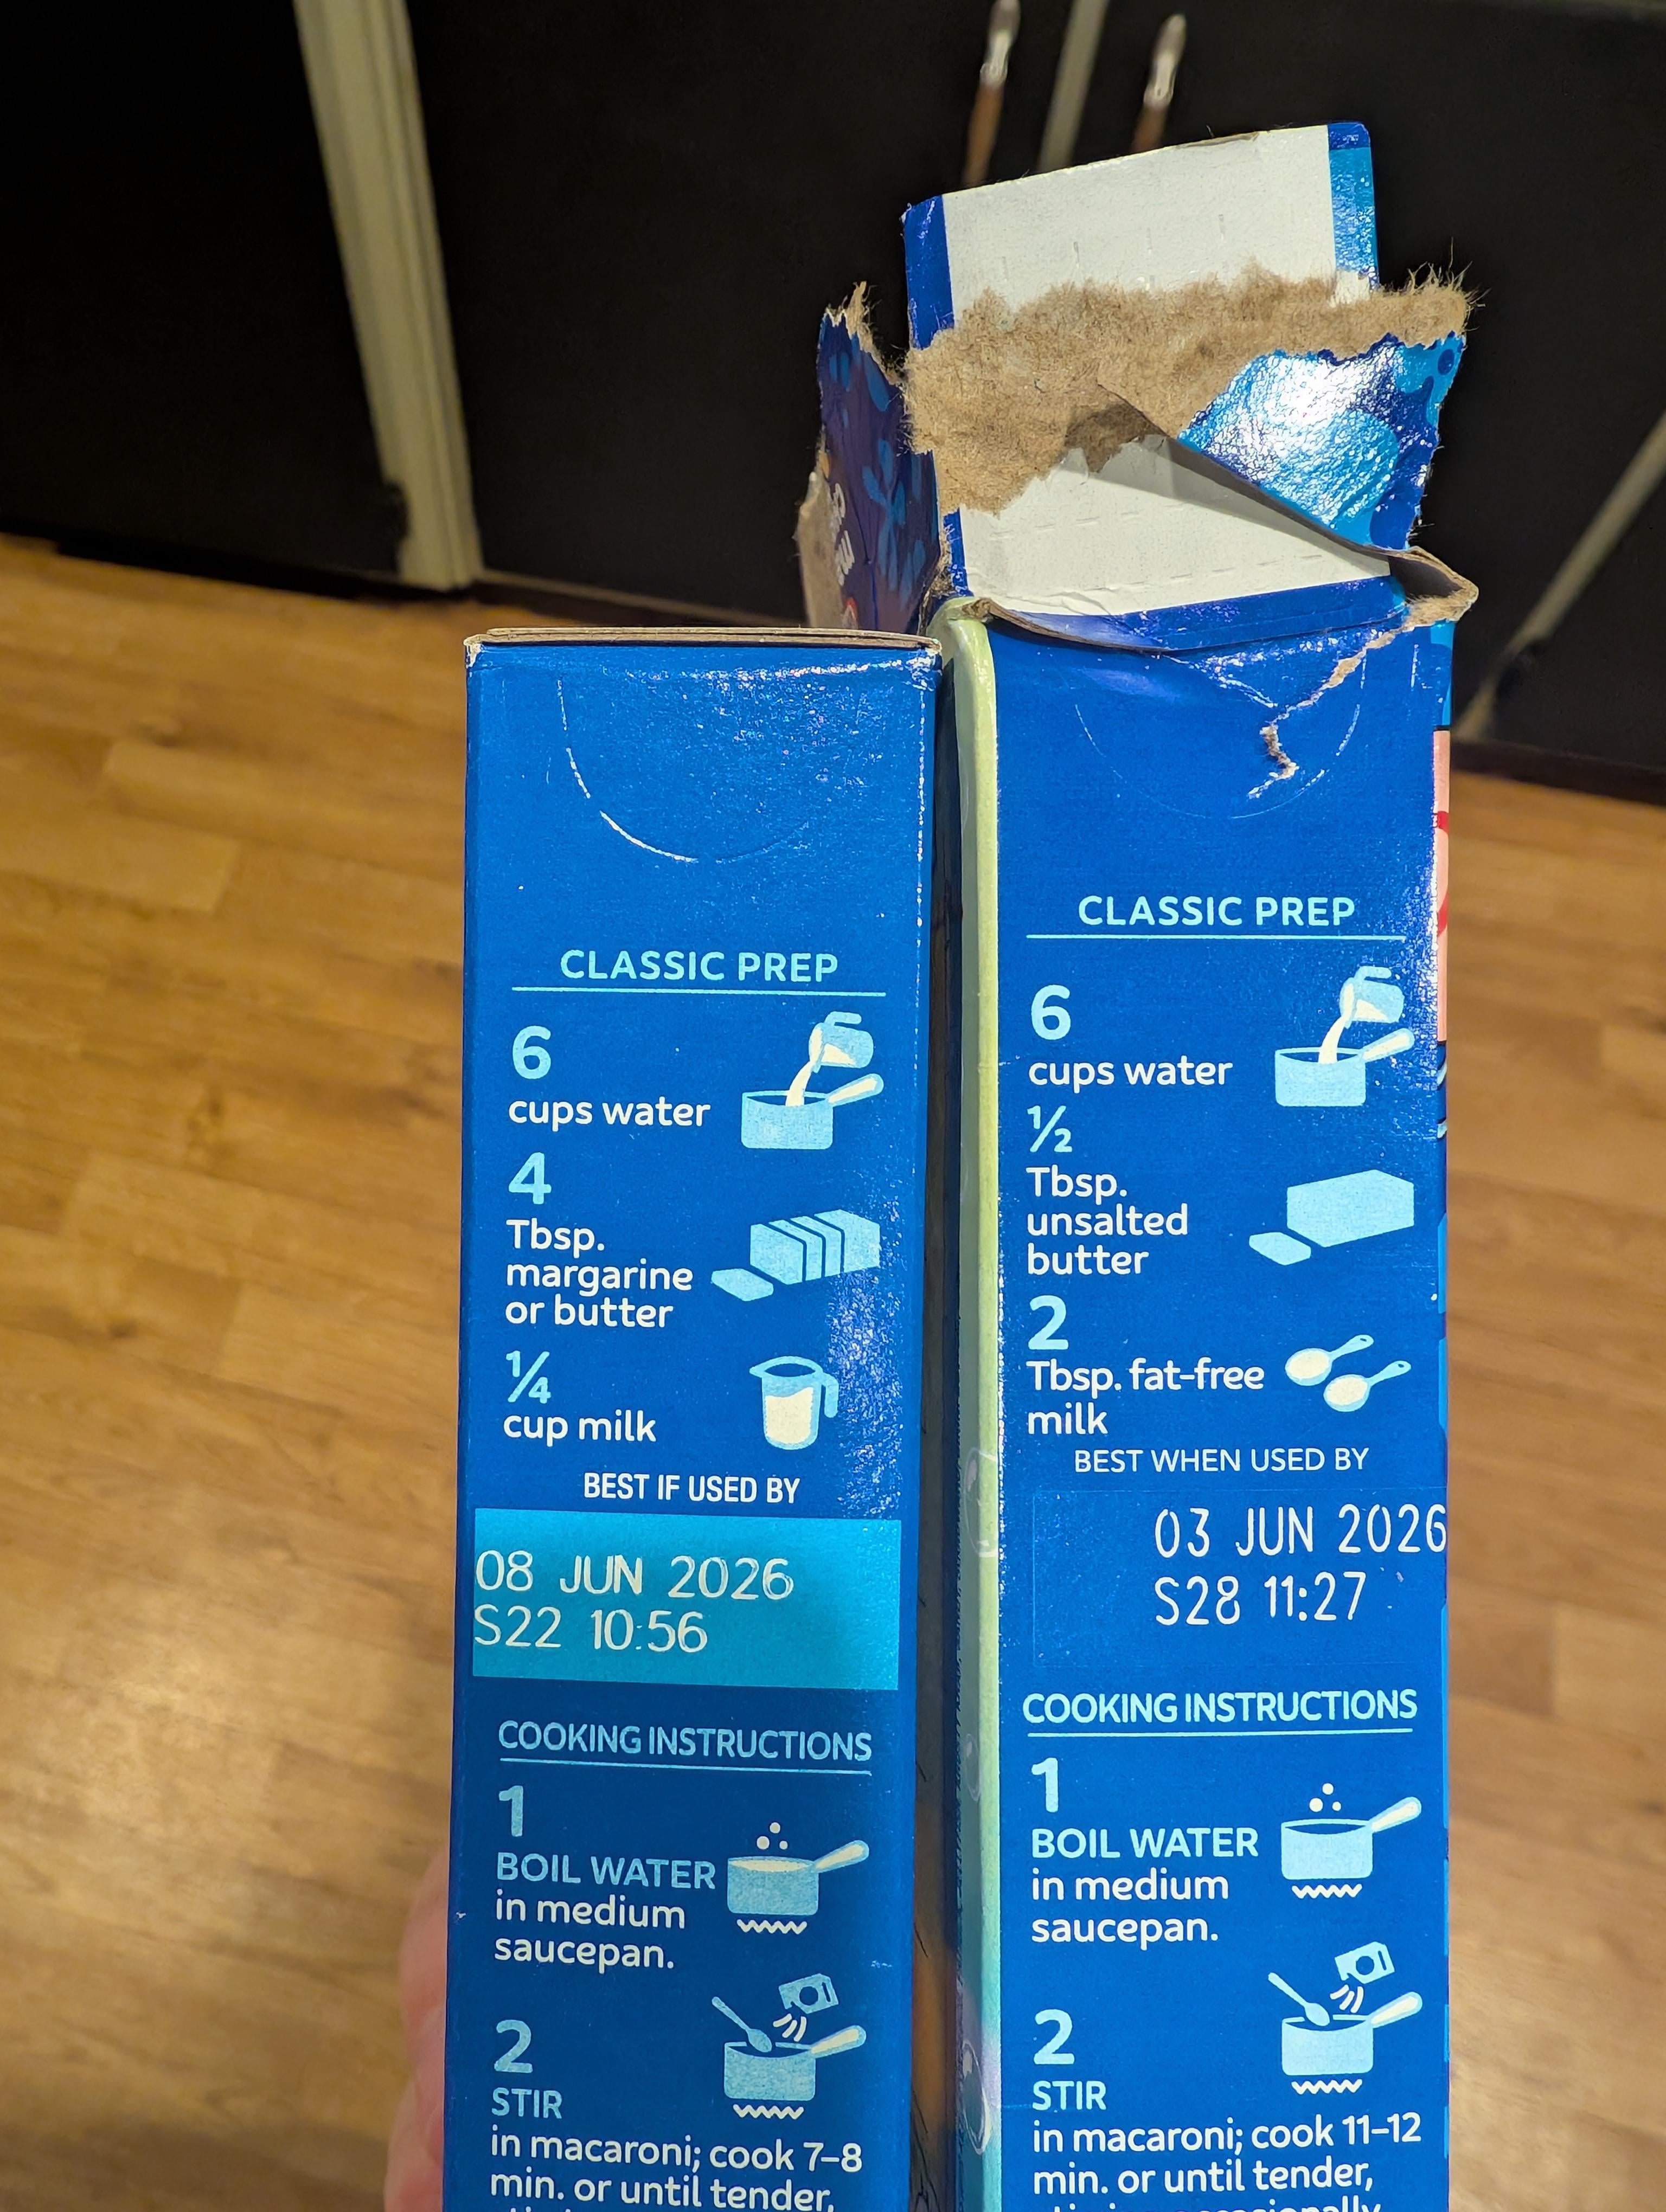 CLASSIC PREP
6
cups water
4
Tbsp.
margarine
or butter
1/4
cup milk
BEST IF USED BY
08 JUN 2026
S22 10:56
COOKING INSTRUCTIONS
1
BOIL WATER
in medium
saucepan.
2
STIR
in macaroni; cook 7–8
min. or until tender,
CLASSIC PREP
6
cups water
1/2
Tbsp.
unsalted
butter
2
Tbsp. fat-free
milk
BEST WHEN USED BY
03 JUN 2026
S28 11:27
COOKING INSTRUCTIONS
1
BOIL WATER
in medium
saucepan.
2
STIR
in macaroni; cook 11–12
min. or until tender,